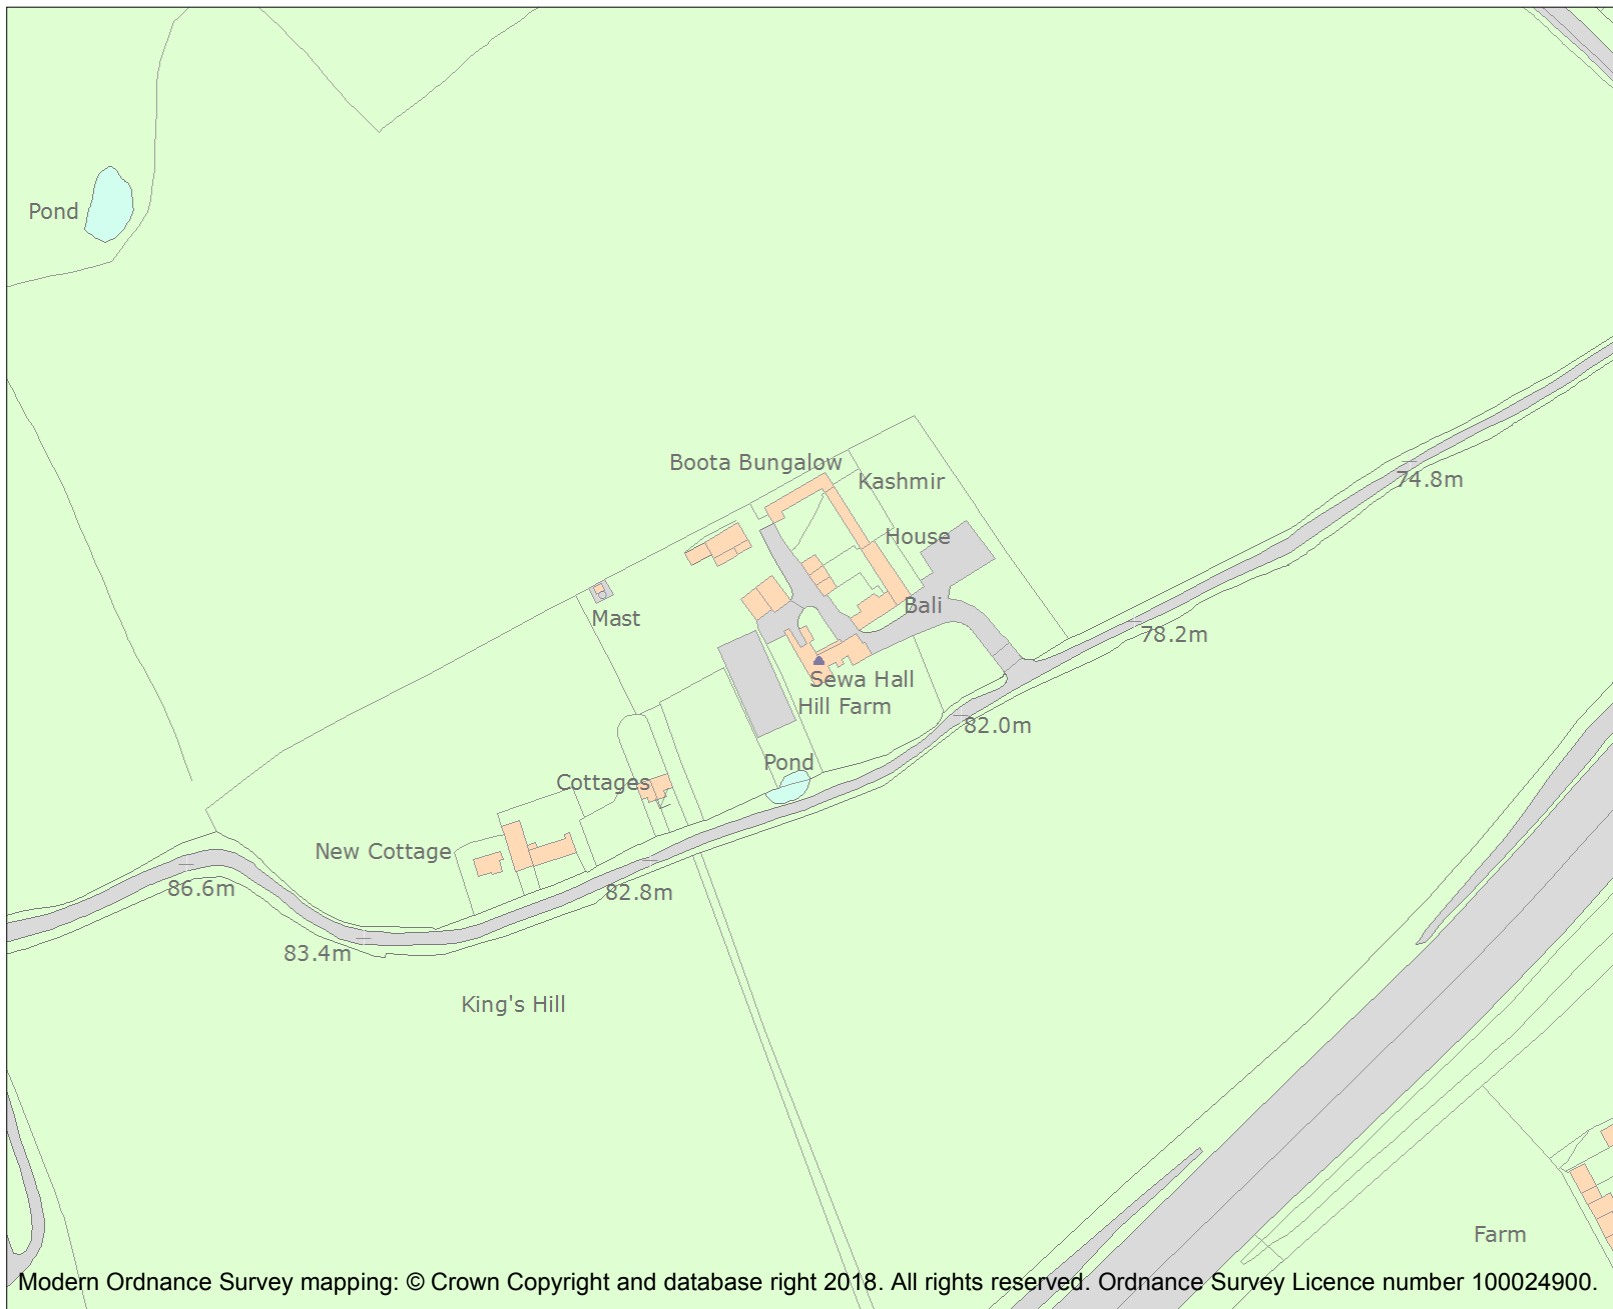 Pond
Boota Bungalow
Kashmir
74.8m
House
Bali
Mast
78.2m
Sewa Hall
Hill Farm
82.0m
Pond
Cottages
New Cottage
86.6m
82.8m
83.4m
King's Hill
Farm
Modern Ordnance Survey mapping: © Crown Copyright and database right 2018. All rights reserved. Ordnance Survey Licence number 100024900.